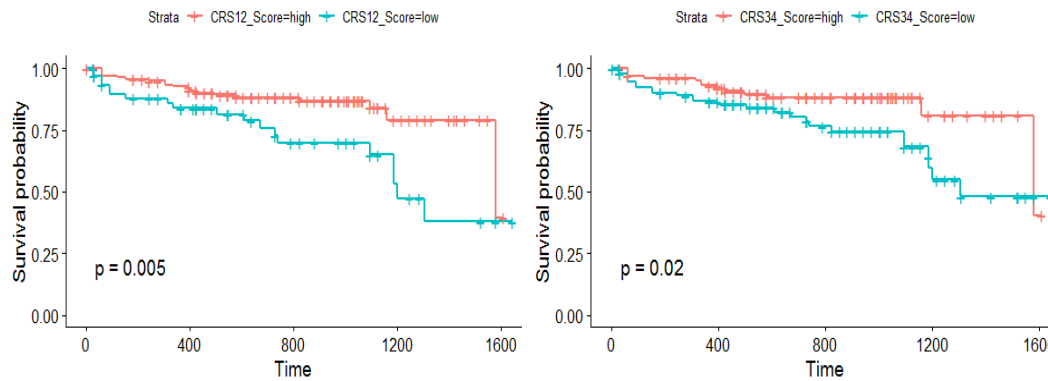 Strata CRS12_Score=high CRS12_Score=low
Survival probability
1.00
0.75
0.50
0.25
0.00
p = 0.005
0 400 800 1200 1600
Time
Strata CRS34_Score=high CRS34_Score=low
Survival probability
1.00
0.75
0.50
0.25
0.00
p = 0.02
0 400 800 1200 1600
Time